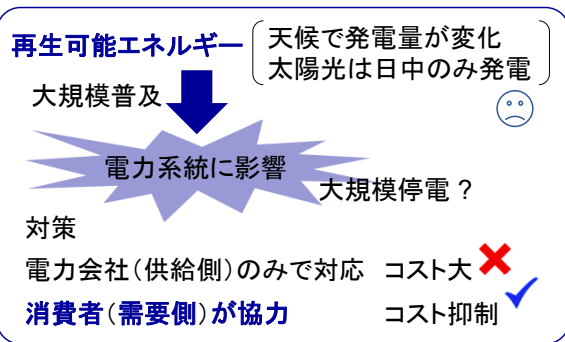 再生可能エネルギー
天候で発電量が変化
太陽光は日中のみ発電
大規模普及
電力系統に影響
大規模停電？
対策
電力会社（供給側）のみで対応 コスト大
消費者（需要側）が協力 コスト抑制